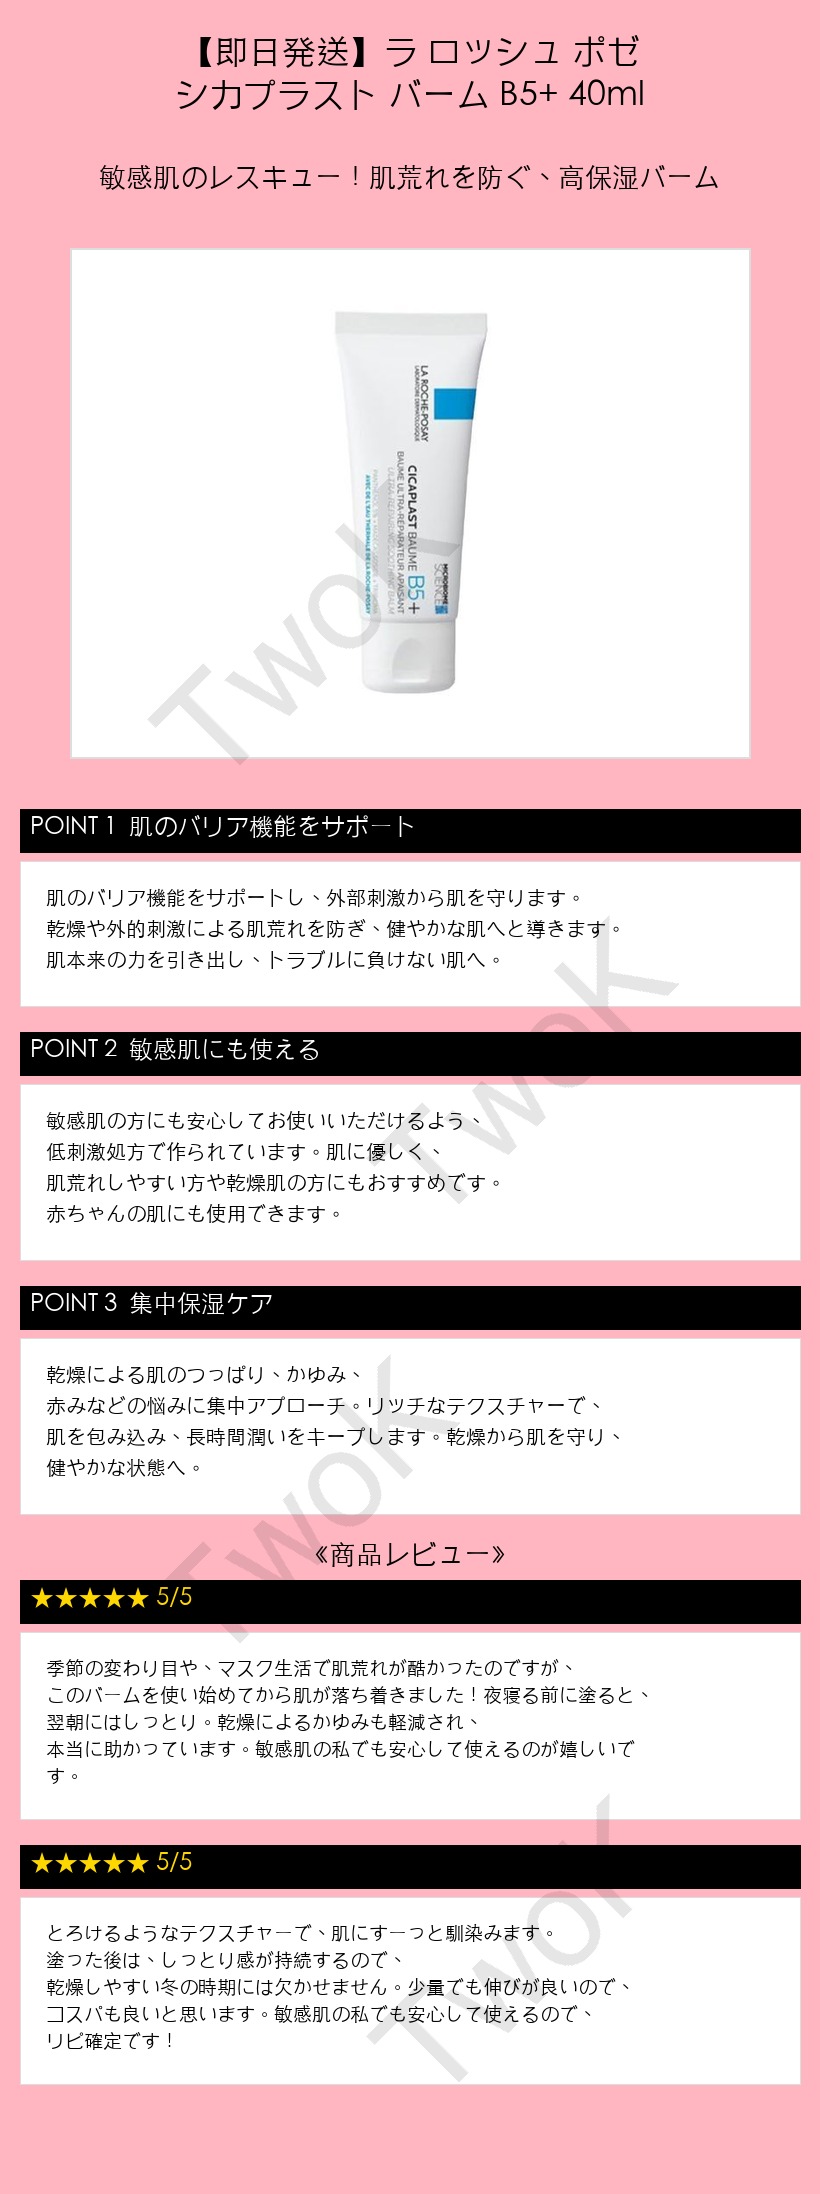 【即日発送】ラ ロッシュ ポゼ
シカプラスト バーム B5+ 40ml
敏感肌のレスキュー！肌荒れを防ぐ、高保湿バーム
LA ROCHE-POSAY
LABORATOIRE DERMATOLOGIQUE
CICAPLAST BAUME B5+
BAUME ULTRA-RÉPARATEUR APAISANT
ULTRA-REPAIRING SOOTHING BALM
AVEC DE L'EAU THERMALE DE LA ROCHE-POSAY
MICROBIOME
SCIENCE
TwoK
POINT 1 肌のバリア機能をサポート
肌のバリア機能をサポートし、外部刺激から肌を守ります。
乾燥や外的刺激による肌荒れを防ぎ、健やかな肌へと導きます。
肌本来の力を引き出し、トラブルに負けない肌へ。
TwoK
POINT 2 敏感肌にも使える
敏感肌の方にも安心してお使いいただけるよう、
低刺激処方で作られています。肌に優しく、
肌荒れしやすい方や乾燥肌の方にもおすすめです。
赤ちゃんの肌にも使用できます。
POINT 3 集中保湿ケア
乾燥による肌のつっぱり、かゆみ、
赤みなどの悩みに集中アプローチ。リッチなテクスチャーで、
肌を包み込み、長時間潤いをキープします。乾燥から肌を守り、
健やかな状態へ。
TwoK
《商品レビュー》
★★★★★ 5/5
季節の変わり目や、マスク生活で肌荒れが酷かったのですが、
このバームを使い始めてから肌が落ち着きました！夜寝る前に塗ると、
翌朝にはしっとり。乾燥によるかゆみも軽減され、
本当に助かっています。敏感肌の私でも安心して使えるのが嬉しいで
す。
★★★★★ 5/5
とろけるようなテクスチャーで、肌にすーっと馴染みます。
塗った後は、しっとり感が持続するので、
乾燥しやすい冬の時期には欠かせません。少量でも伸びが良いので、
コスパも良いと思います。敏感肌の私でも安心して使えるので、
リピ確定です！
TwoK